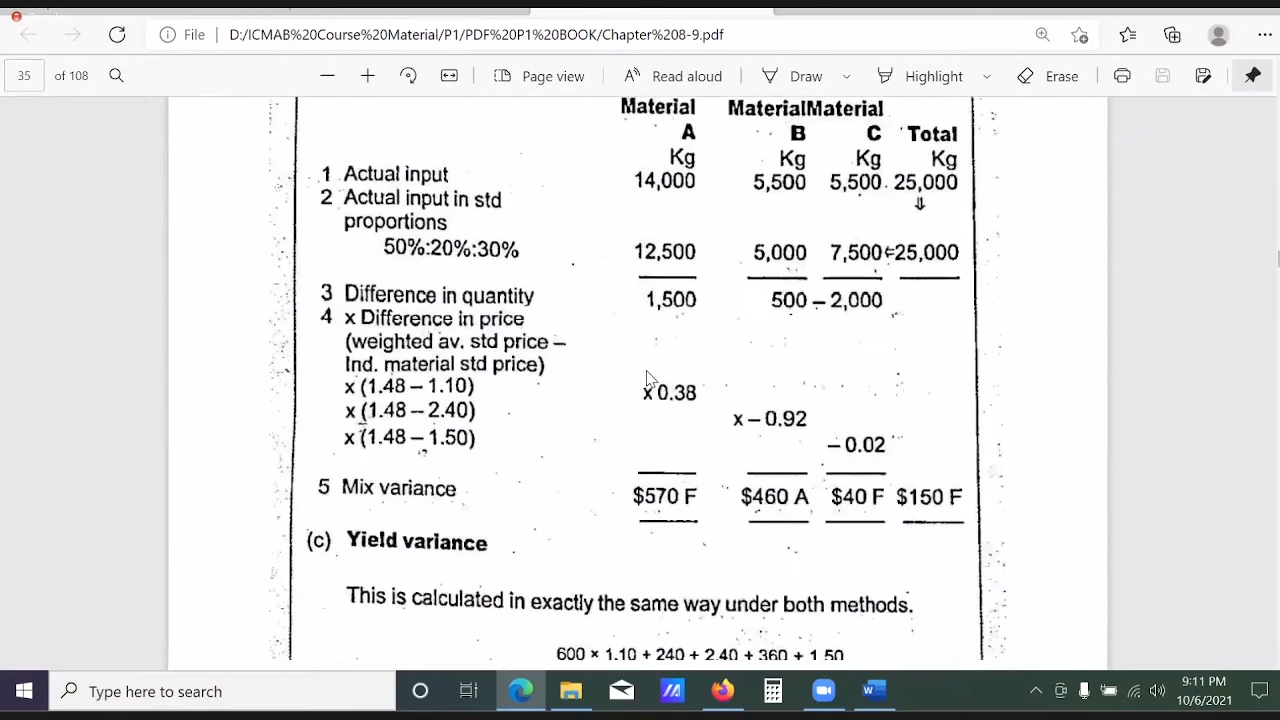 File D:/ICMAB%20Course%20Material/P1/PDF%20P1%20BOOK/Chapter%208-9.pdf
35 of 108 Page view Read aloud Draw Highlight Erase
Material MaterialMaterial
A B C Total
Kg Kg Kg Kg
1 Actual input 14,000 5,500 5,500 25,000
2 Actual input in std ⇓
proportions
50%:20%:30% 12,500 5,000 7,500⇐25,000
3 Difference in quantity 1,500 500 – 2,000
4 x Difference in price
(weighted av. std price –
Ind. material std price)
x (1.48 – 1.10) x 0.38
x (1.48 – 2.40) x – 0.92
x (1.48 – 1.50) – 0.02
5 Mix variance $570 F $460 A $40 F $150 F
(c) Yield variance
This is calculated in exactly the same way under both methods.
600 × 1.10 + 240 + 2.40 + 360 + 1.50
Type here to search
9:11 PM
10/6/2021